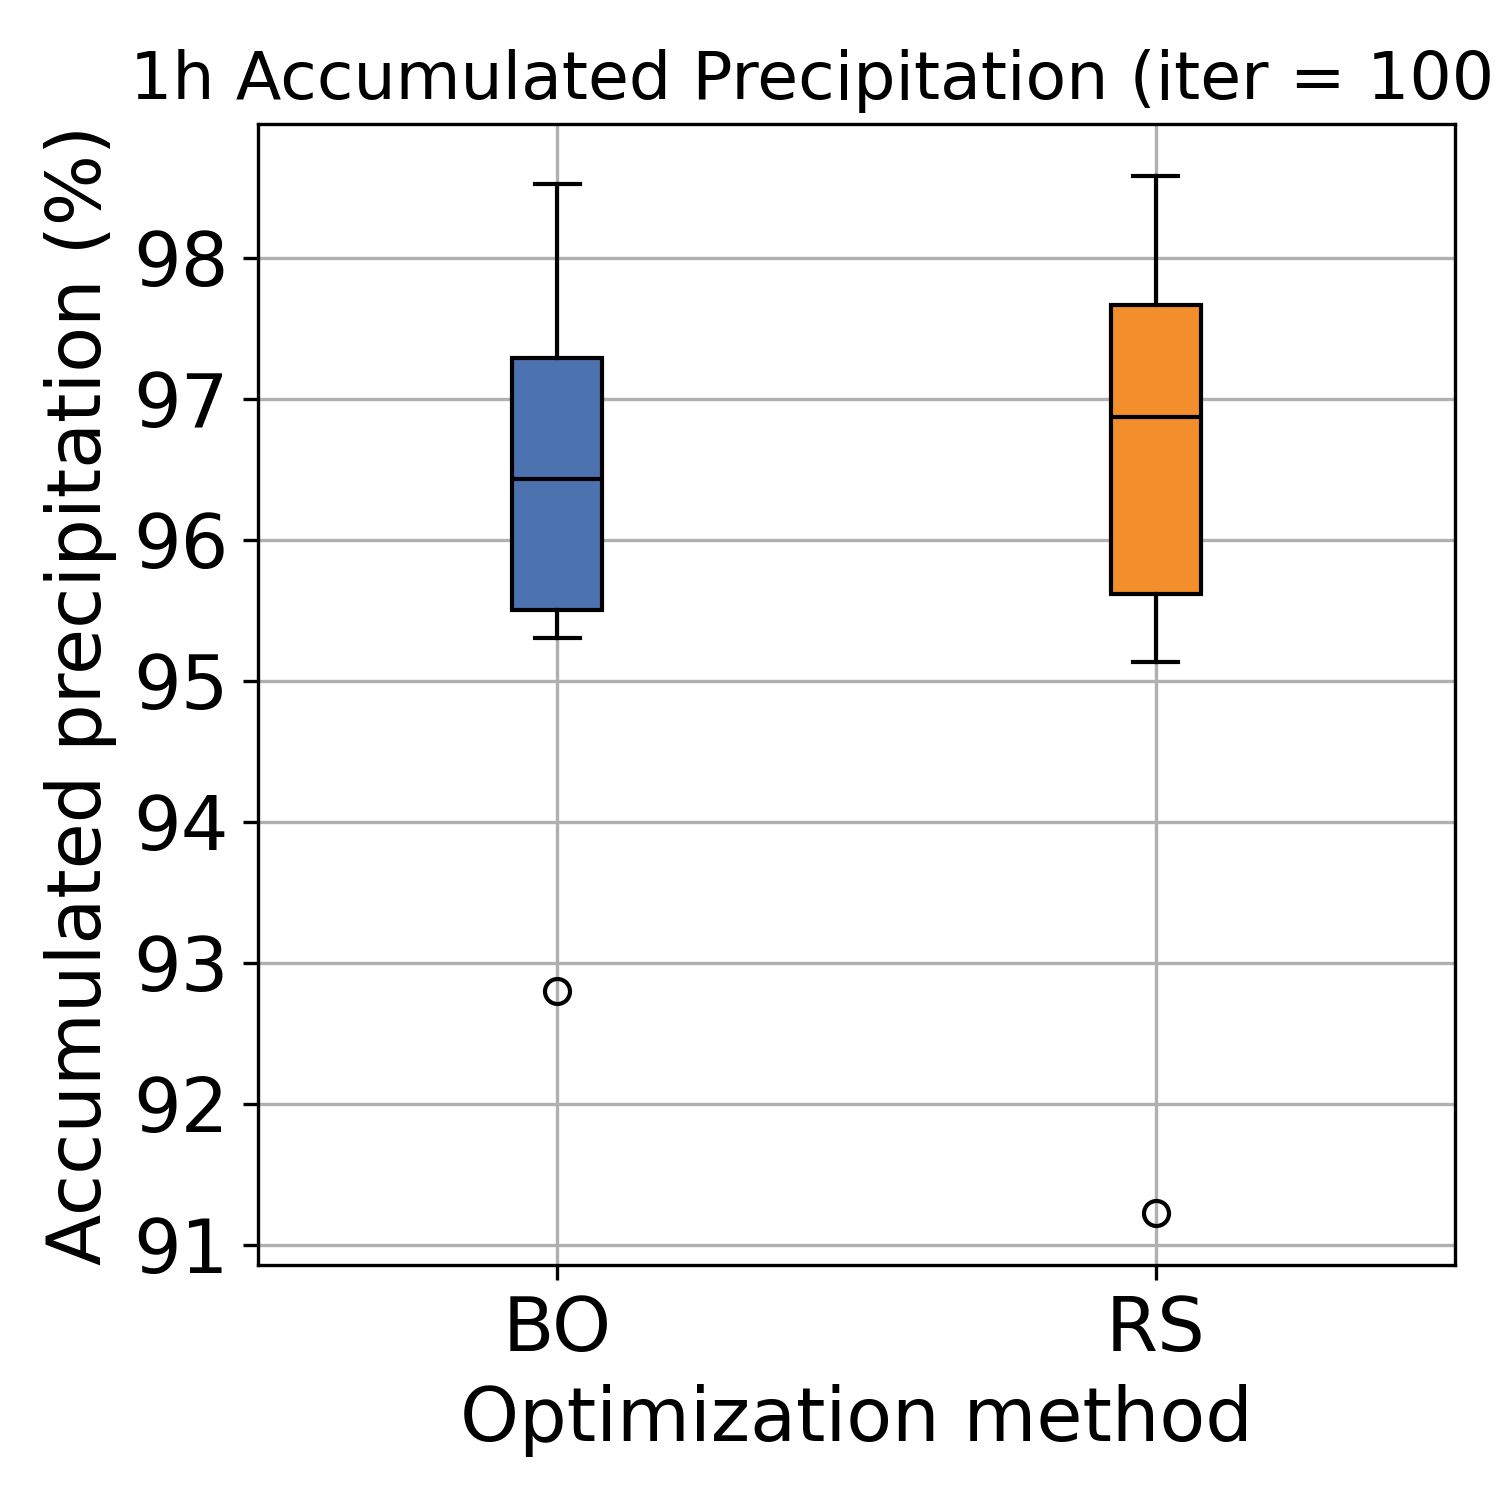 1h Accumulated Precipitation (iter = 100
Accumulated precipitation (%)
98
97
96
95
94
93
92
91
BO RS
Optimization method